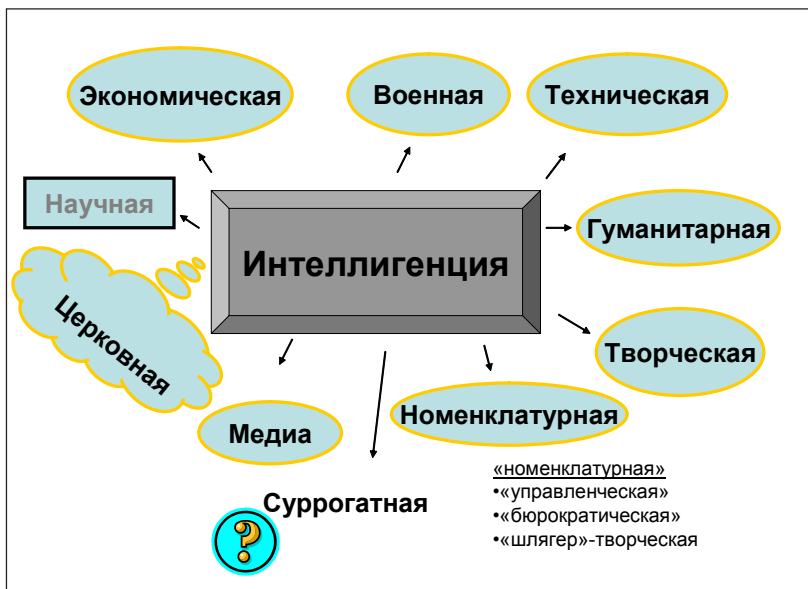 Экономическая
Военная
Техническая
Научная
Гуманитарная
Интеллигенция
Церковная
Творческая
Медиа
Номенклатурная
Суррогатная
?
«номенклатурная»
•«управленческая»
•«бюрократическая»
•«шлягер»-творческая